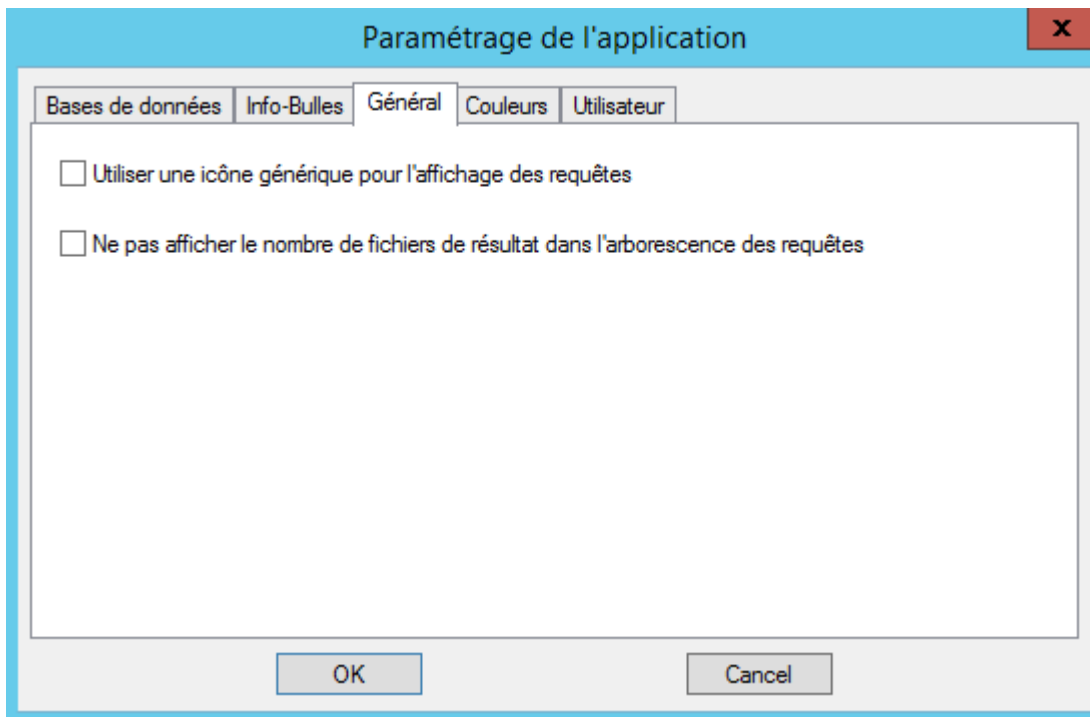 Paramétrage de l'application
x
Bases de données Info-Bulles Général Couleurs Utilisateur
Utiliser une icône générique pour l'affichage des requêtes
Ne pas afficher le nombre de fichiers de résultat dans l'arborescence des requêtes
OK Cancel